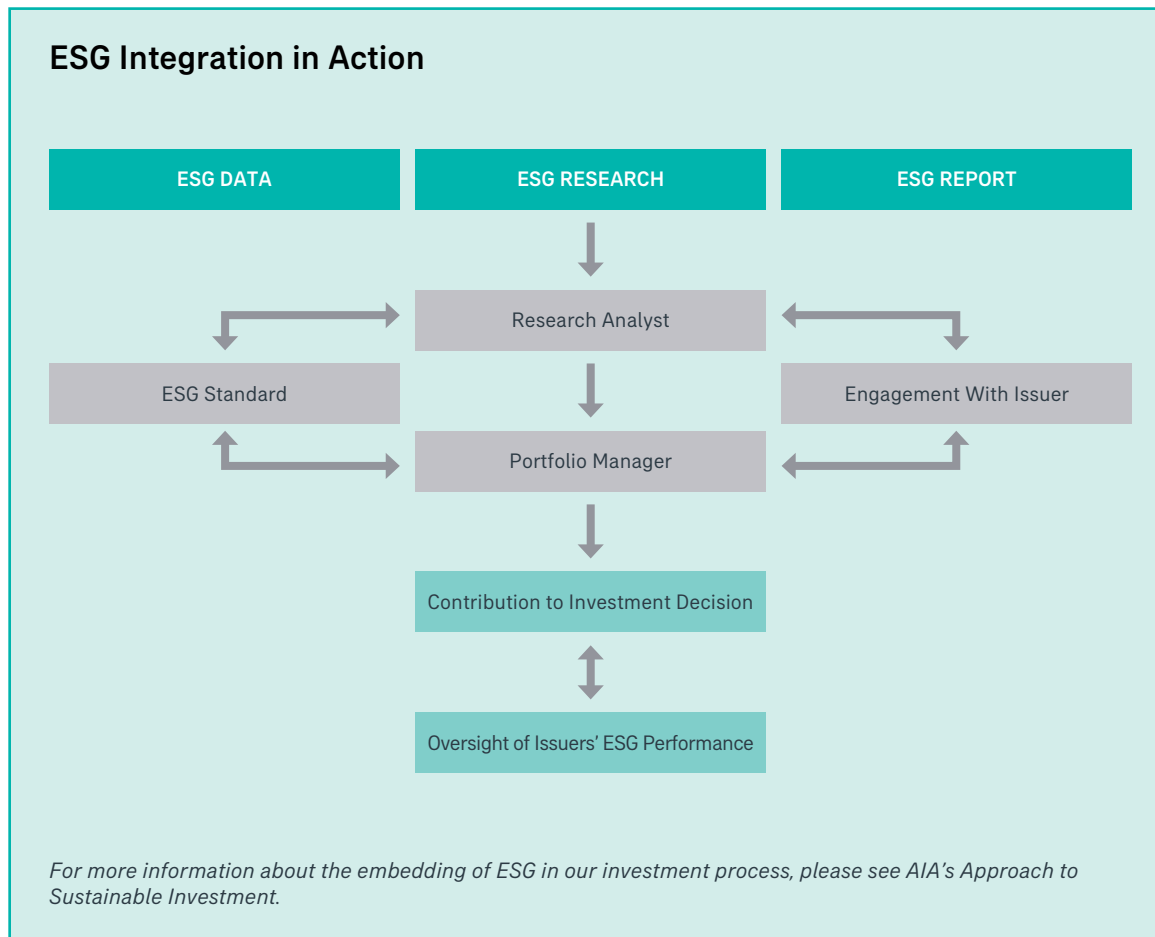 ESG Integration in Action
ESG DATA
ESG RESEARCH
ESG REPORT
Research Analyst
ESG Standard
Engagement With Issuer
Portfolio Manager
Contribution to Investment Decision
Oversight of Issuers’ ESG Performance
For more information about the embedding of ESG in our investment process, please see AIA’s Approach to
Sustainable Investment.